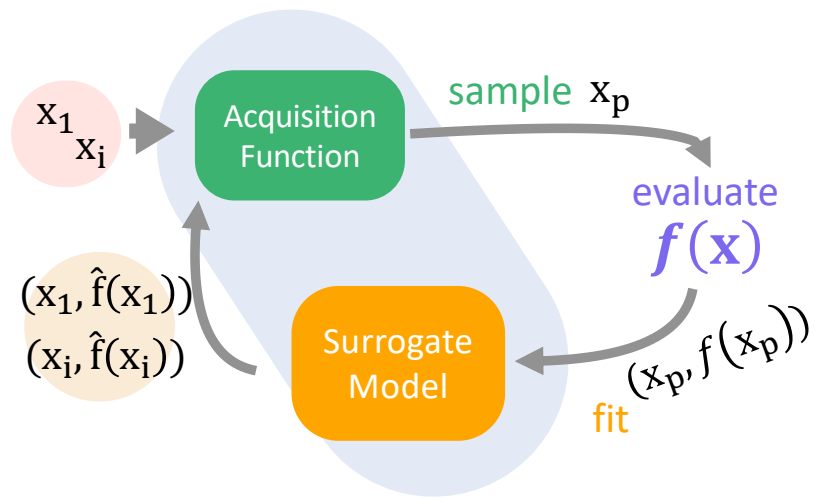 x₁
xᵢ
Acquisition
Function
sample xₚ
evaluate
f(x)
(x₁, f̂(x₁))
(xᵢ, f̂(xᵢ))
Surrogate
Model
(xₚ, f(xₚ))
fit